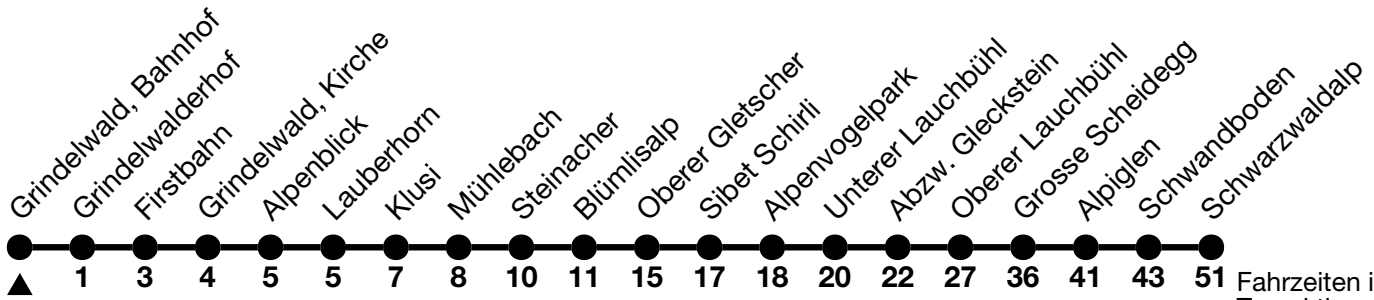 Grindelwald, Bahnhof
Grindelwalderhof
Firstbahn
Grindelwald, Kirche
Alpenblick
Lauberhorn
Klusi
Mühlebach
Steinacher
Blümlisalp
Oberer Gletscher
Sibet Schirli
Alpenvogelpark
Unterer Lauchbühl
Abzw. Gleckstein
Oberer Lauchbühl
Grosse Scheidegg
Alpiglen
Schwandboden
Schwarzwaldalp
1 3 4 5 5 7 8 10 11 15 17 18 20 22 27 36 41 43 51 Fahrzeiten i